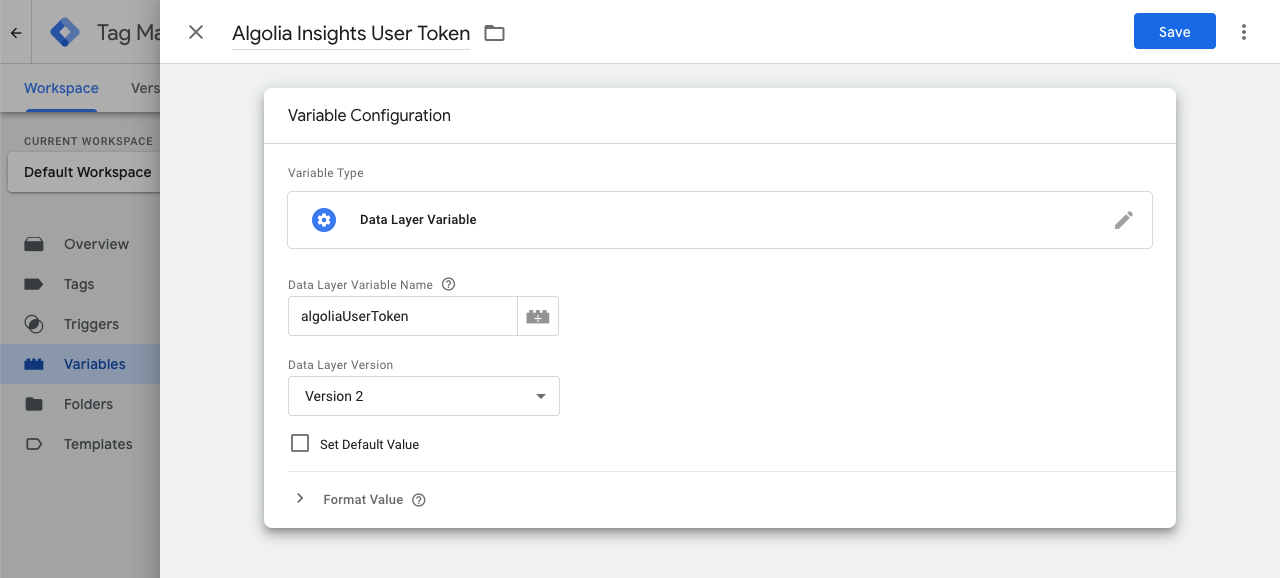 Tag Ma
Algolia Insights User Token
Save
Workspace
Vers
CURRENT WORKSPACE
Default Workspace
Overview
Tags
Triggers
Variables
Folders
Templates
Variable Configuration
Variable Type
Data Layer Variable
Data Layer Variable Name
algoliaUserToken
Data Layer Version
Version 2
Set Default Value
Format Value